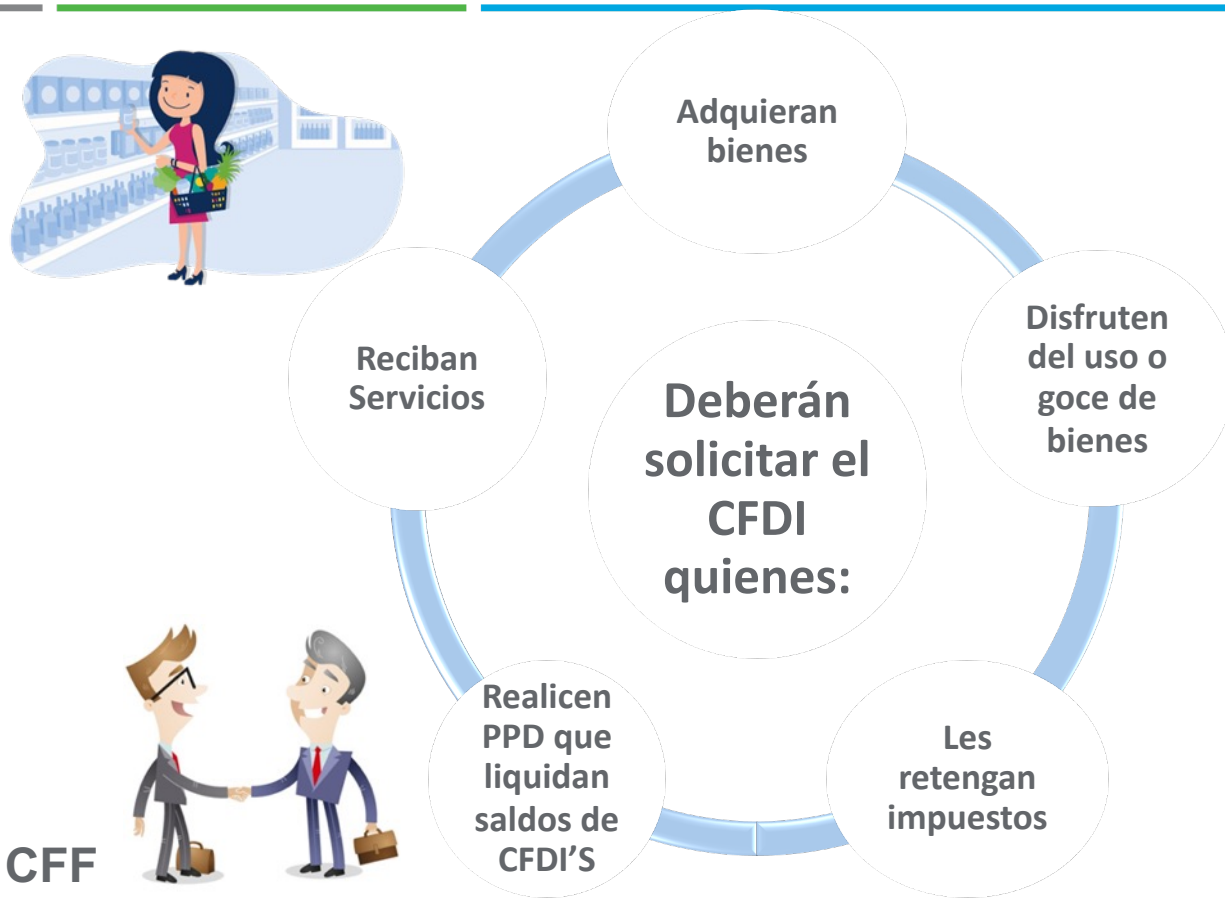 Adquieran
bienes
Disfruten
del uso o
goce de
bienes
Les
retengan
impuestos
Realicen
PPD que
liquidan
saldos de
CFDI’S
Reciban
Servicios
Deberán
solicitar el
CFDI
quienes:
CFF